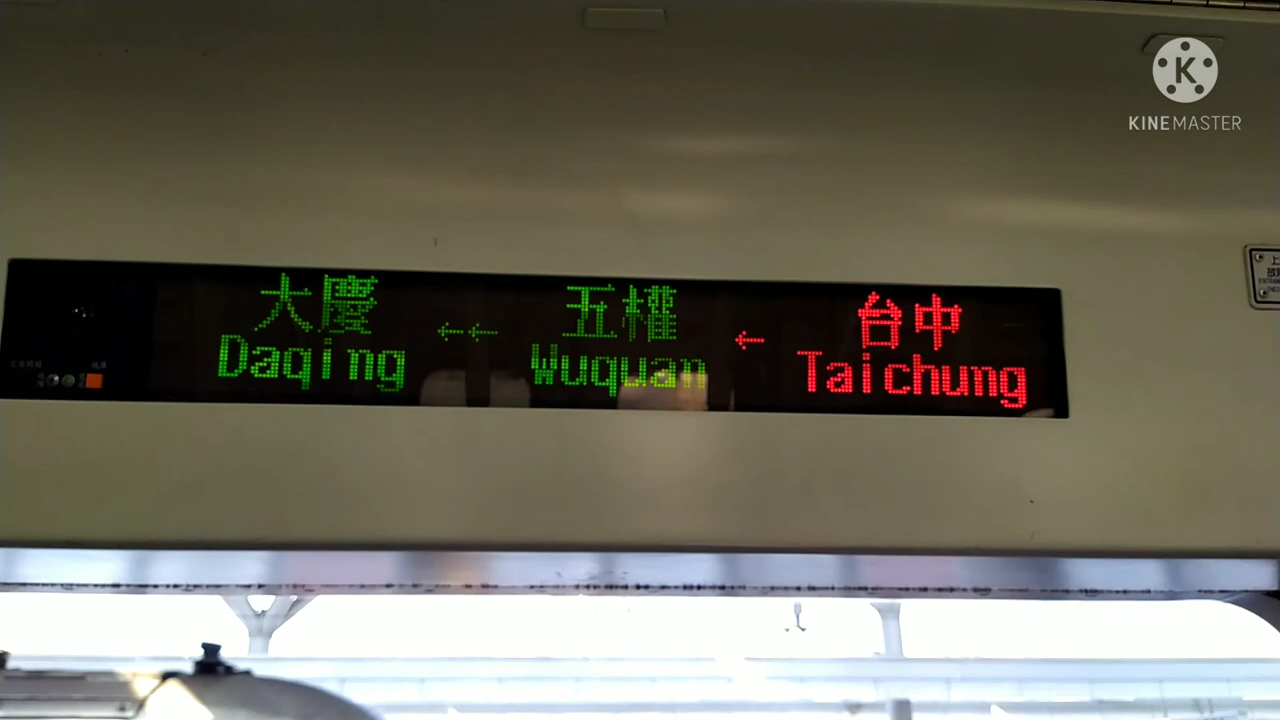 K
KINEMASTER
大慶 ←← 五權 ← 台中
Daqing Wuquan Taichung